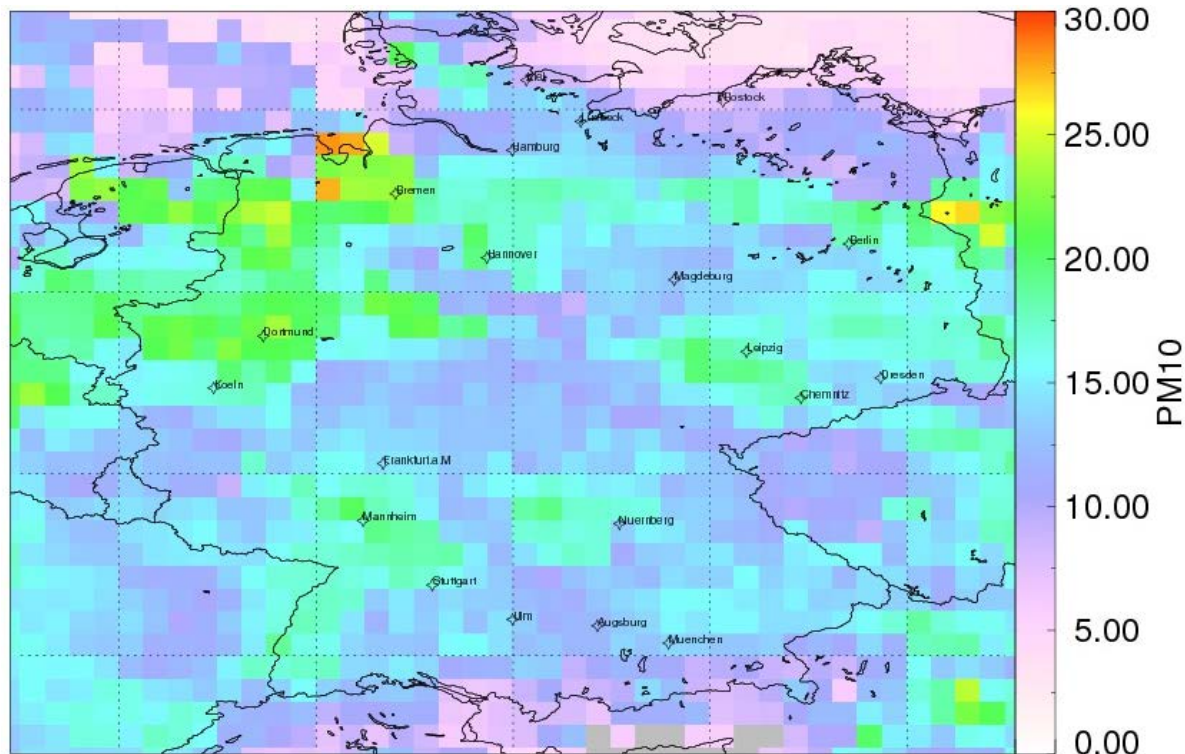 30.00
Kiel
Rostock
Luebeck
Hamburg
25.00
Bremen
Berlin
Hannover
Magdeburg
20.00
Dortmund
Leipzig
Koeln
Dresden
15.00
Chemnitz
PM10
Frankfurt.a.M
10.00
Mannheim
Nuernberg
Stuttgart
Ulm
Augsburg
5.00
Muenchen
0.00